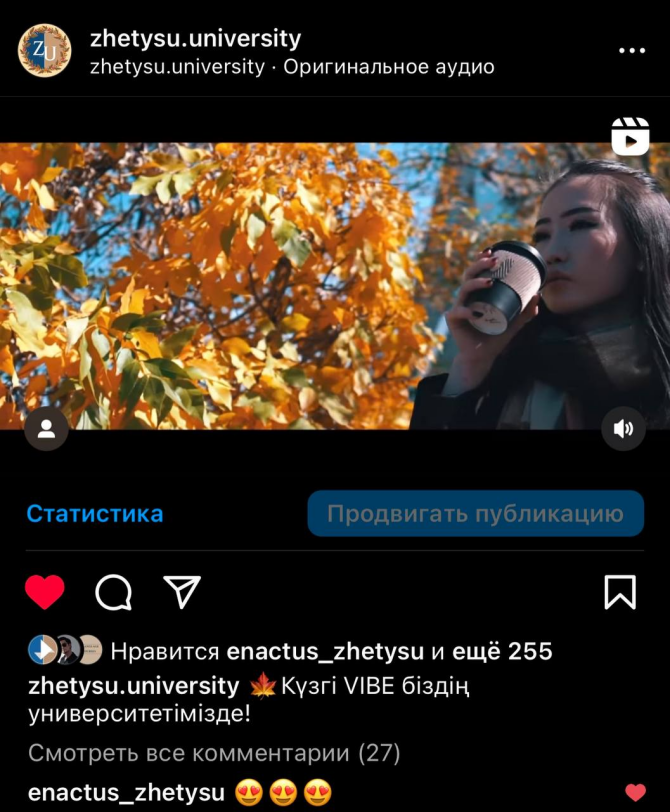 ZU
zhetysu.university
zhetysu.university · Оригинальное аудио
Статистика
Продвигать публикацию
Нравится enactus_zhetysu и ещё 255
zhetysu.university 🍁Күзгі VIBE біздің
университетімізде!
Смотреть все комментарии (27)
enactus_zhetysu 😍😍😍